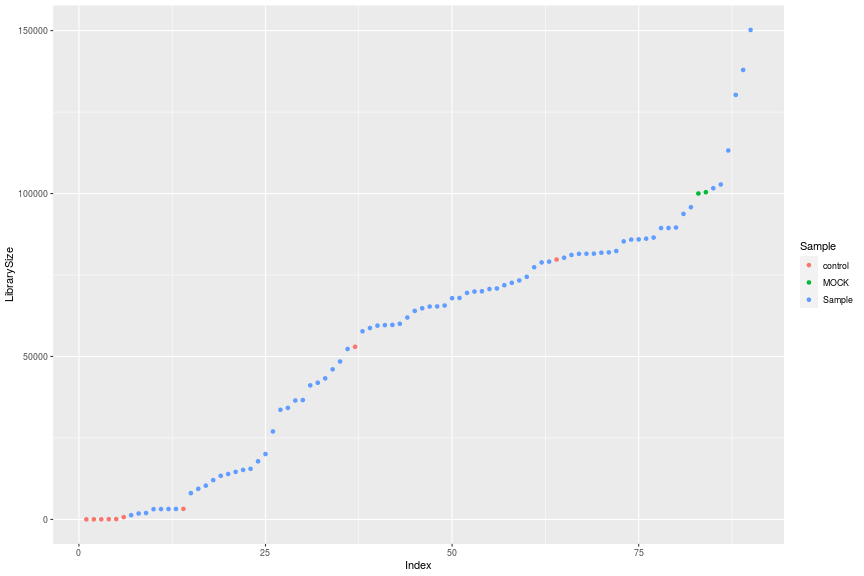 150000
100000
50000
0
LibrarySize
0 25 50 75
Index
Sample
control
MOCK
Sample